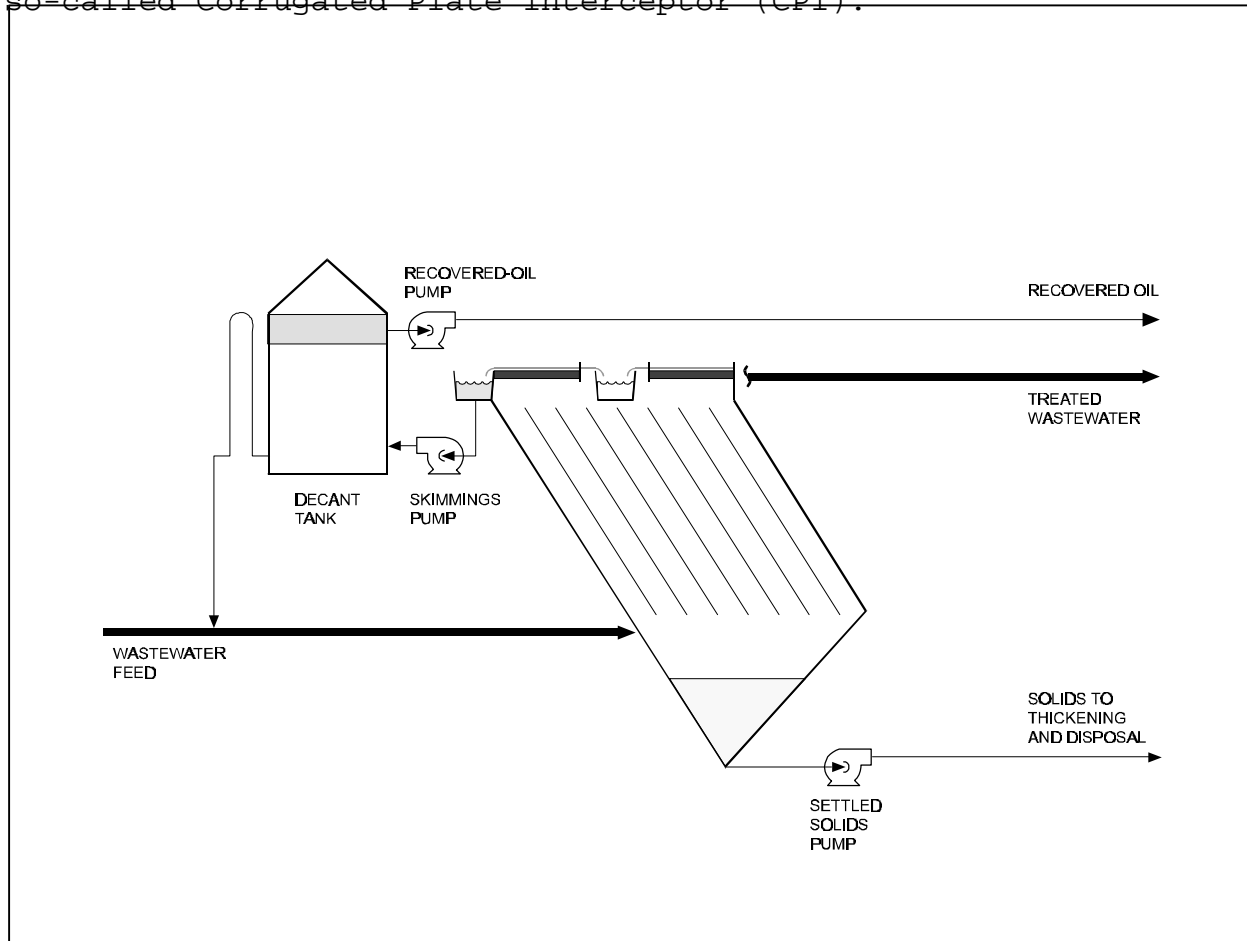 so-called Corrugated Plate Interceptor (CPI).
RECOVERED-OIL
PUMP
RECOVERED OIL
TREATED
WASTEWATER
DECANT
TANK
SKIMMINGS
PUMP
WASTEWATER
FEED
SOLIDS TO
THICKENING
AND DISPOSAL
SETTLED
SOLIDS
PUMP